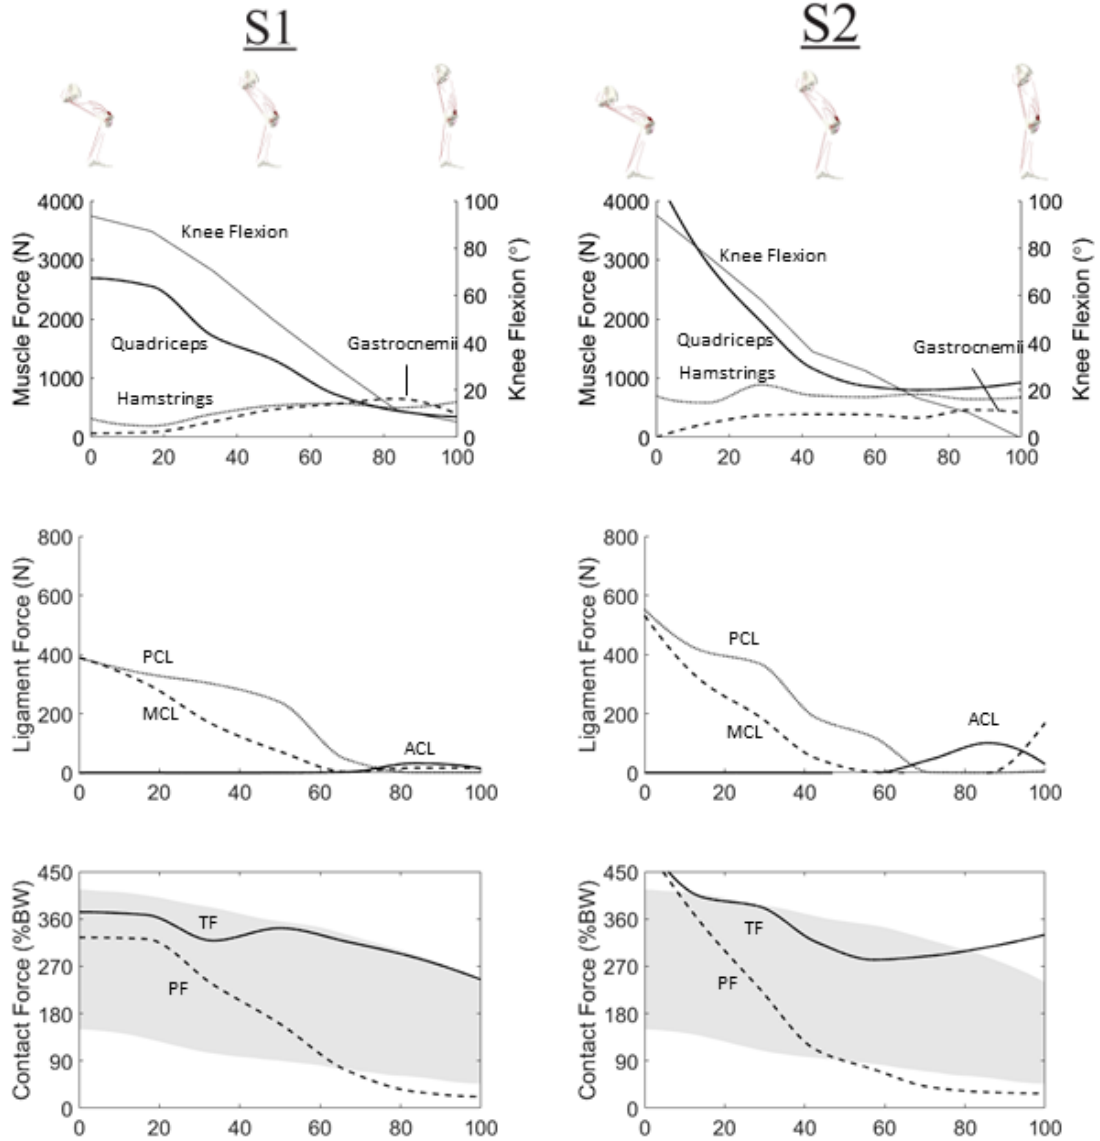 S1
S2
4000
3000
2000
1000
0
Muscle Force (N)
100
80
60
40
20
0
Knee Flexion (°)
Knee Flexion
Quadriceps
Gastrocnemii
Hamstrings
0 20 40 60 80 100
4000
3000
2000
1000
0
Muscle Force (N)
100
80
60
40
20
0
Knee Flexion (°)
Knee Flexion
Quadriceps
Gastrocnemii
Hamstrings
0 20 40 60 80 100
800
600
400
200
0
Ligament Force (N)
PCL
MCL
ACL
0 20 40 60 80 100
800
600
400
200
0
Ligament Force (N)
PCL
MCL
ACL
0 20 40 60 80 100
450
360
270
180
90
0
Contact Force (%BW)
TF
PF
0 20 40 60 80 100
450
360
270
180
90
0
Contact Force (%BW)
TF
PF
0 20 40 60 80 100